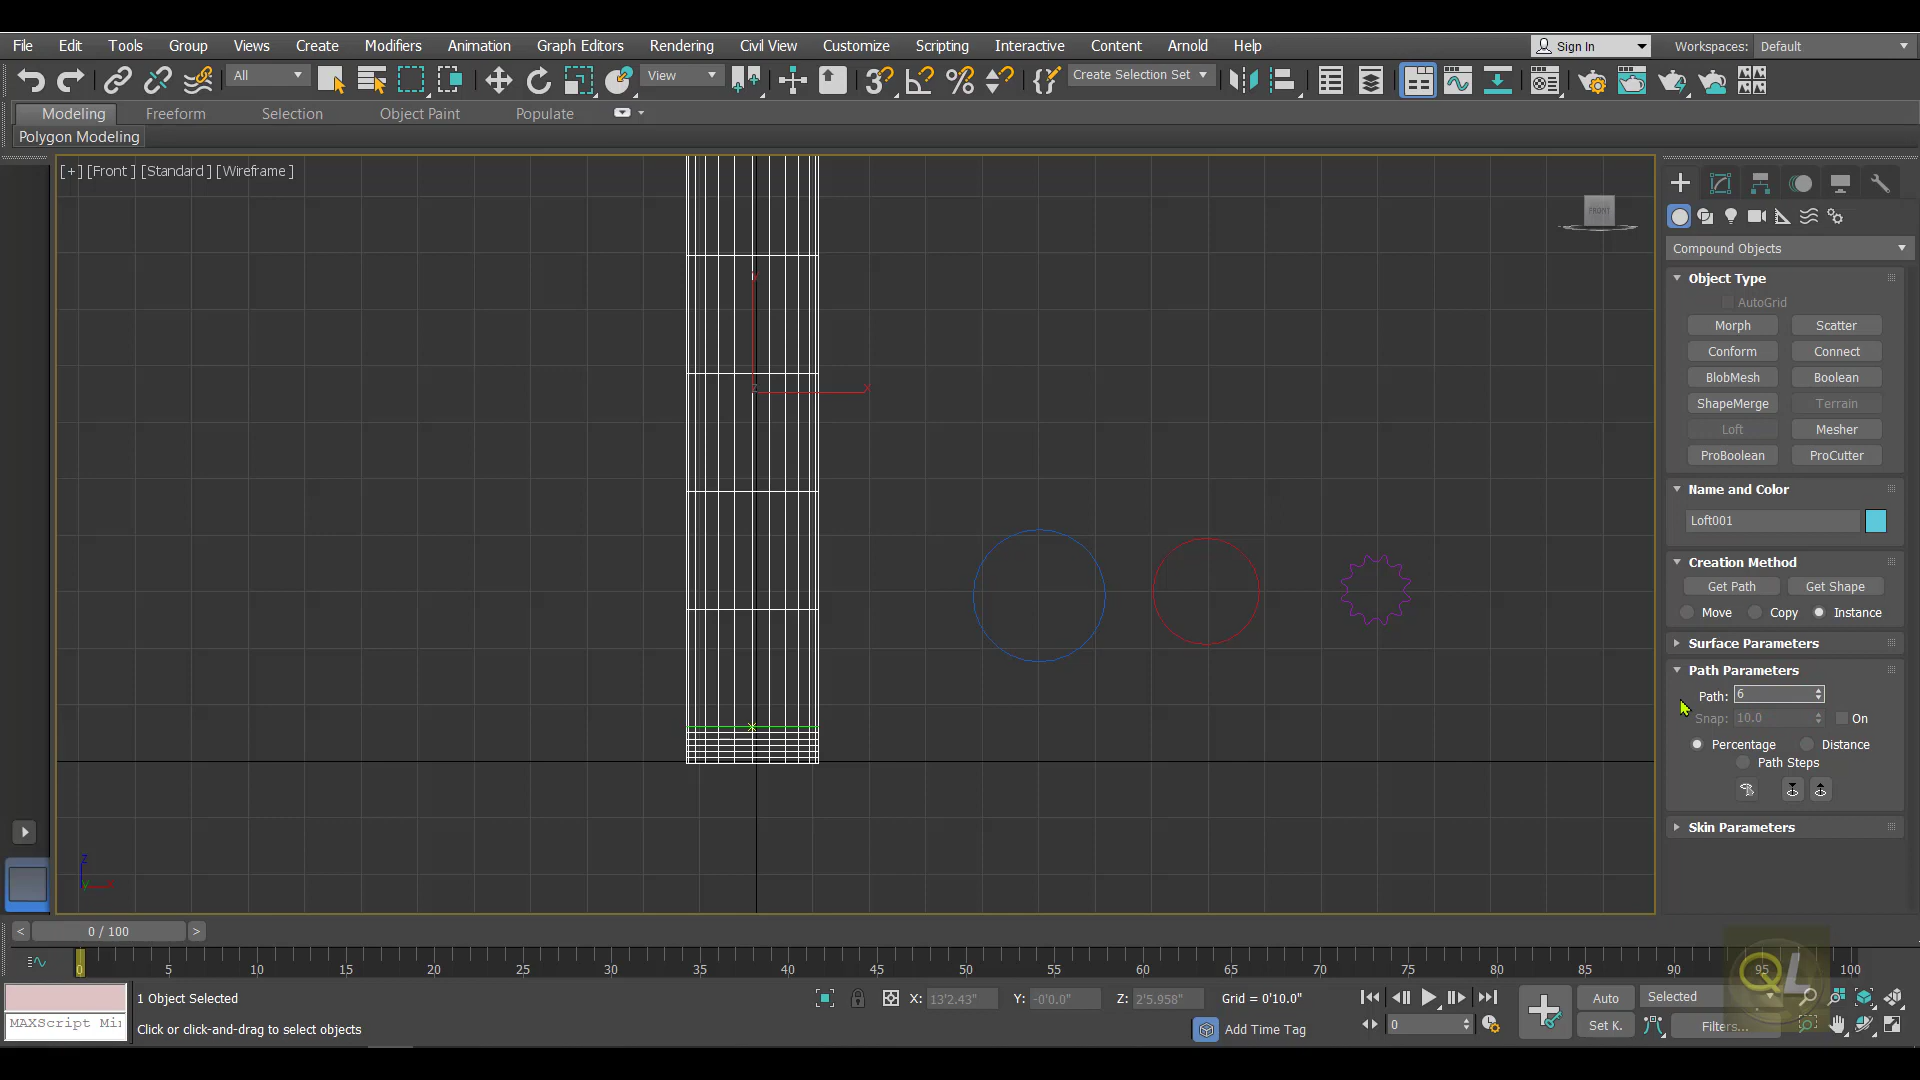 File Edit Tools Group Views Create Modifiers Animation Graph Editors Rendering Civil View Customize Scripting Interactive Content Arnold Help Sign In Workspaces: Default
All View Create Selection Set
Modeling Freeform Selection Object Paint Populate
Polygon Modeling
[+] [Front ] [Standard ] [Wireframe ]
FRONT
Compound Objects
Object Type
AutoGrid
Morph Scatter
Conform Connect
BlobMesh Boolean
ShapeMerge Terrain
Loft Mesher
ProBoolean ProCutter
Name and Color
Loft001
Creation Method
Get Path Get Shape
Move Copy Instance
Surface Parameters
Path Parameters
Path: 6
Snap: 10.0 On
Percentage Distance
Path Steps
Skin Parameters
Y
Z X
Z
Y X
< 0 / 100 >
0 5 10 15 20 25 30 35 40 45 50 55 60 65 70 75 80 85 90 95 100
QL
1 Object Selected X: 13'2.43" Y: -0'0.0" Z: 2'5.958" Grid = 0'10.0" Auto Selected
MAXScript Mi
Click or click-and-drag to select objects Add Time Tag 0 Set K. Filters...